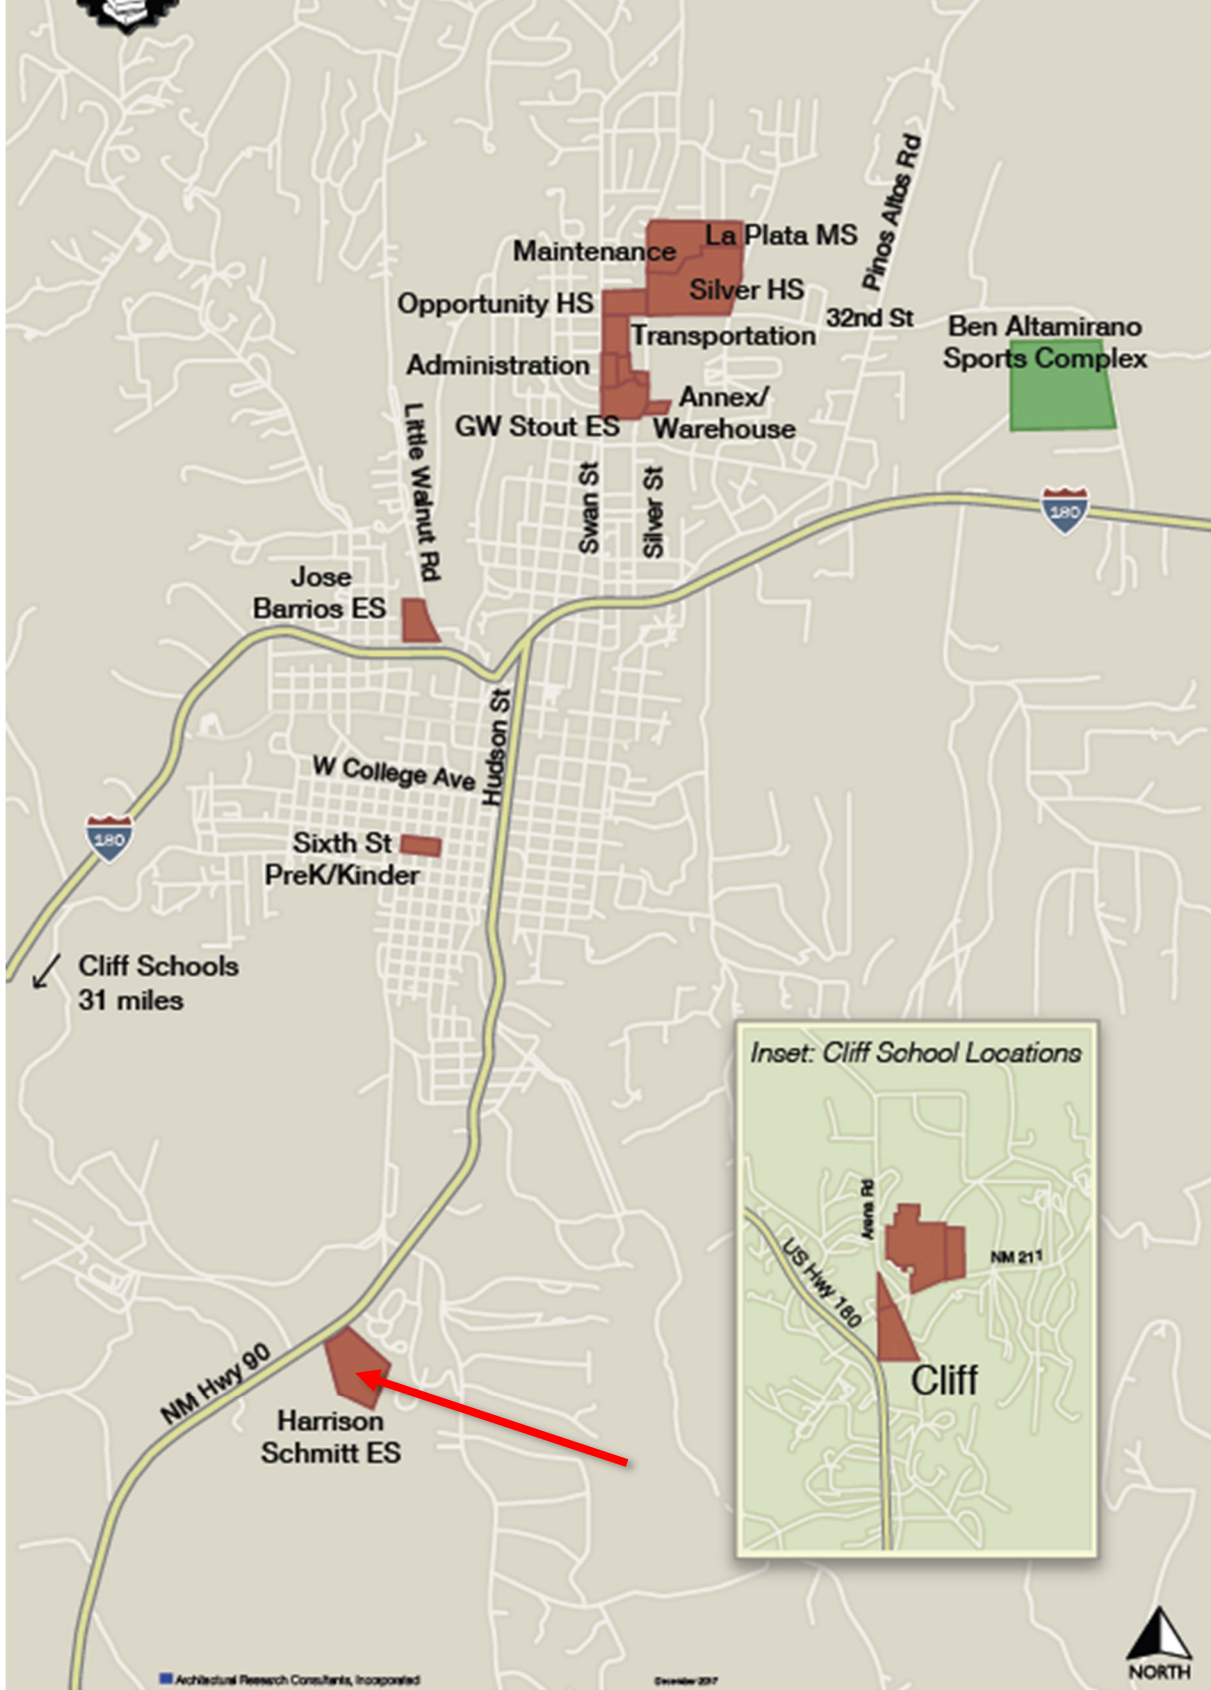 La Plata MS
Maintenance
Pinos Altos Rd
Silver HS
Opportunity HS
32nd St
Transportation
Ben Altamirano
Sports Complex
Administration
Annex/
Warehouse
GW Stout ES
Little Walnut Rd
Swan St
Silver St
180
Jose
Barrios ES
Hudson St
W College Ave
180
Sixth St
PreK/Kinder
Cliff Schools
31 miles
Inset: Cliff School Locations
Arena Rd
NM 211
US Hwy 180
Cliff
NM Hwy 90
Harrison
Schmitt ES
NORTH
Architectural Research Consultants, Incorporated
December 2017